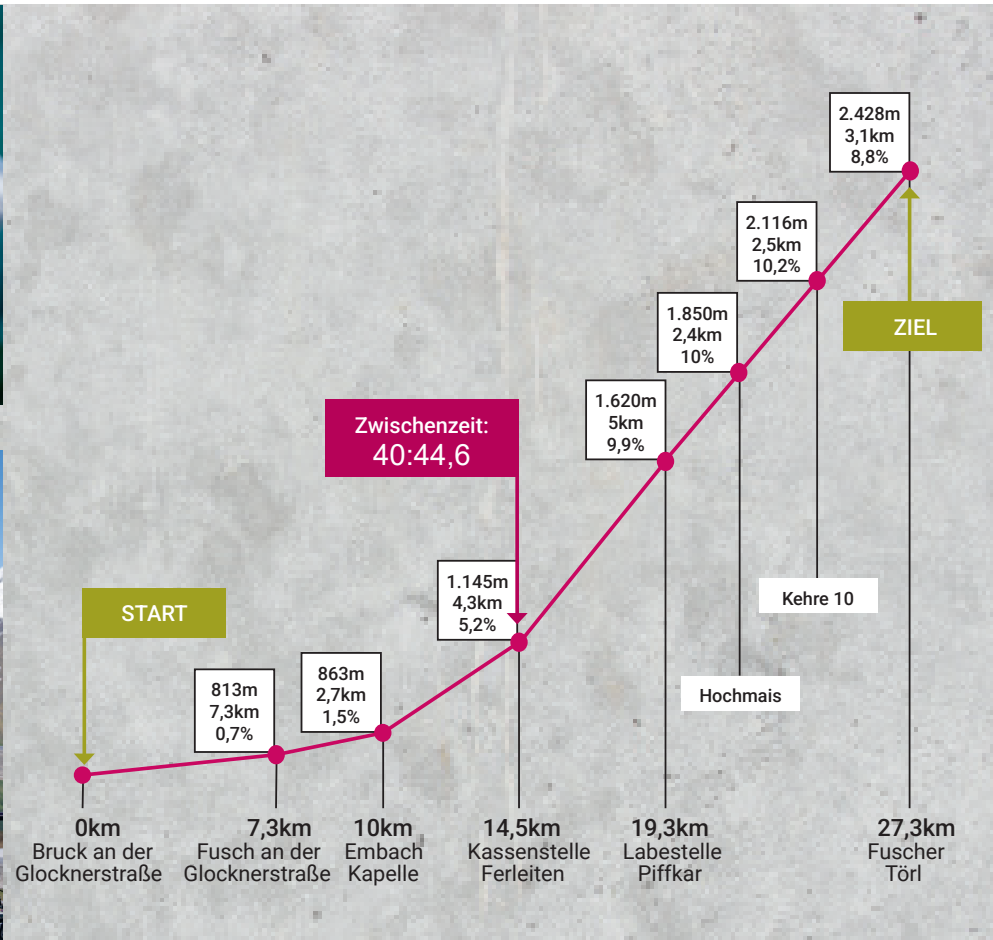 2.428m
3,1km
8,8%
2.116m
2,5km
10,2%
ZIEL
1.850m
2,4km
10%
1.620m
5km
9,9%
Zwischenzeit:
40:44,6
1.145m
4,3km
5,2%
START
Kehre 10
863m
2,7km
1,5%
813m
7,3km
0,7%
Hochmais
0km
Bruck an der
Glocknerstraße
7,3km
Fusch an der
Glocknerstraße
10km
Embach
Kapelle
14,5km
Kassenstelle
Ferleiten
19,3km
Labestelle
Piffkar
27,3km
Fuscher
Törl